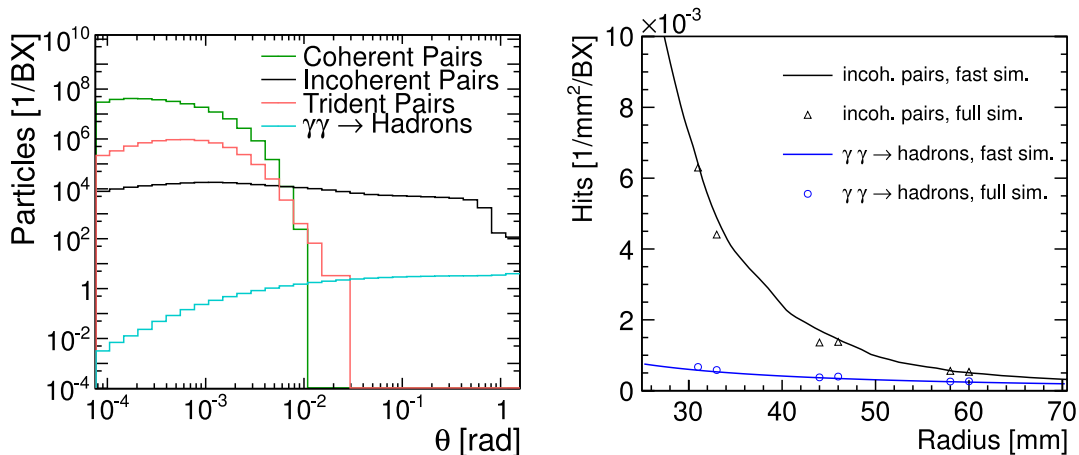 Particles [1/BX]
10^10
10^8
10^6
10^4
10^2
1
10^-2
10^-4
Coherent Pairs
Incoherent Pairs
Trident Pairs
γγ → Hadrons
10^-4 10^-3 10^-2 10^-1 1
θ [rad]
×10^-3
Hits [1/mm^2/BX]
10
8
6
4
2
0
incoh. pairs, fast sim.
incoh. pairs, full sim.
γ γ → hadrons, fast sim.
γ γ → hadrons, full sim.
30 40 50 60 70
Radius [mm]